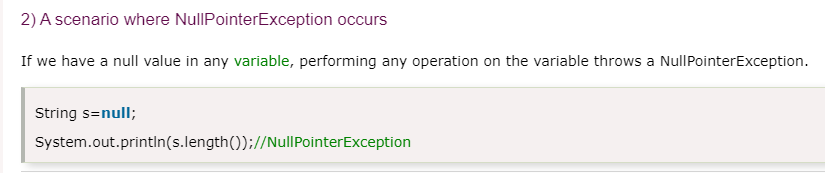 2) A scenario where NullPointerException occurs
If we have a null value in any variable, performing any operation on the variable throws a NullPointerException.
String s=null;
System.out.println(s.length());//NullPointerException